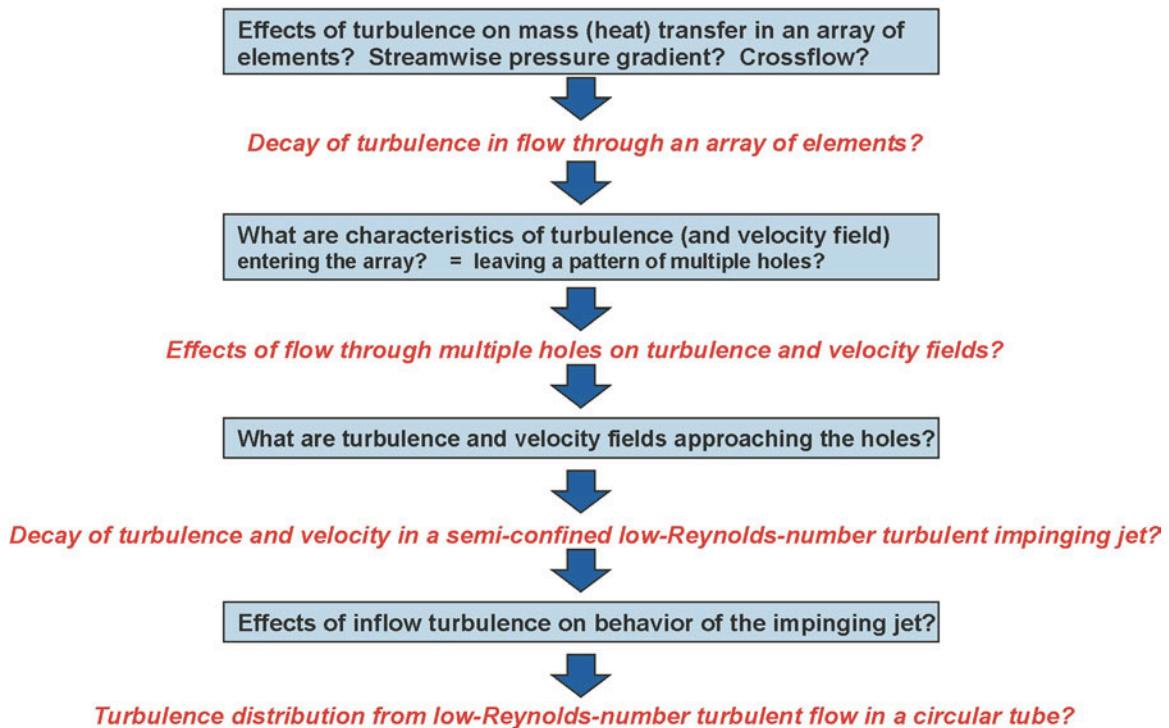 Effects of turbulence on mass (heat) transfer in an array of
elements? Streamwise pressure gradient? Crossflow?
Decay of turbulence in flow through an array of elements?
What are characteristics of turbulence (and velocity field)
entering the array? = leaving a pattern of multiple holes?
Effects of flow through multiple holes on turbulence and velocity fields?
What are turbulence and velocity fields approaching the holes?
Decay of turbulence and velocity in a semi-confined low-Reynolds-number turbulent impinging jet?
Effects of inflow turbulence on behavior of the impinging jet?
Turbulence distribution from low-Reynolds-number turbulent flow in a circular tube?